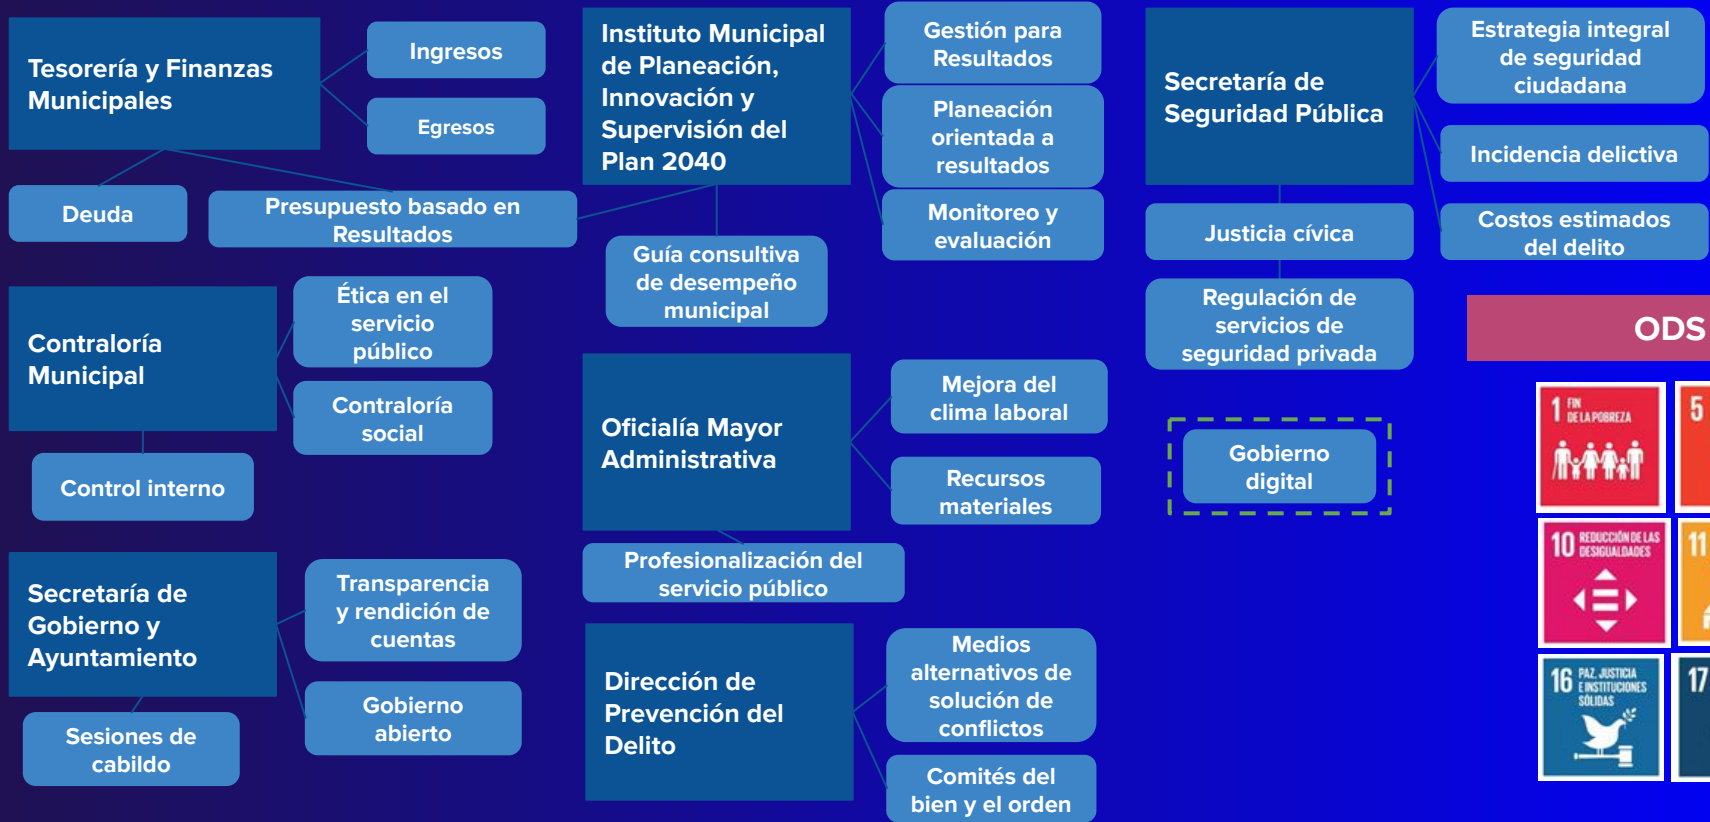 Tesorería y Finanzas
Municipales
Ingresos
Egresos
Deuda
Presupuesto basado en
Resultados
Contraloría
Municipal
Ética en el
servicio
público
Contraloría
social
Control interno
Secretaría de
Gobierno y
Ayuntamiento
Transparencia
y rendición de
cuentas
Gobierno
abierto
Sesiones de
cabildo
Instituto Municipal
de Planeación,
Innovación y
Supervisión del
Plan 2040
Gestión para
Resultados
Planeación
orientada a
resultados
Monitoreo y
evaluación
Guía consultiva
de desempeño
municipal
Oficialía Mayor
Administrativa
Mejora del
clima laboral
Recursos
materiales
Profesionalización del
servicio público
Dirección de
Prevención del
Delito
Medios
alternativos de
solución de
conflictos
Comités del
bien y el orden
Secretaría de
Seguridad Pública
Estrategia integral
de seguridad
ciudadana
Incidencia delictiva
Costos estimados
del delito
Justicia cívica
Regulación de
servicios de
seguridad privada
Gobierno
digital
ODS
1 FIN
DE LA POBREZA
5
10 REDUCCIÓN DE LAS
DESIGUALDADES
11
16 PAZ, JUSTICIA
E INSTITUCIONES
SÓLIDAS
17